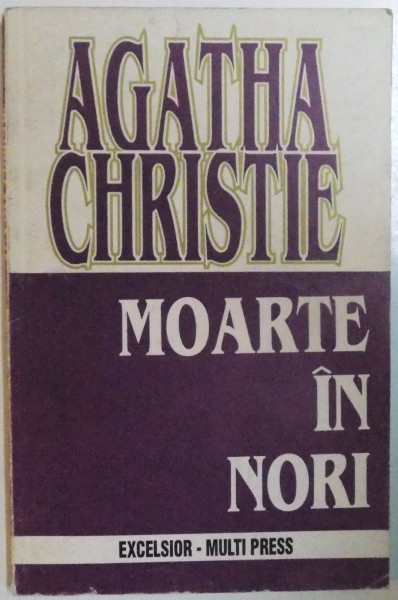 AGATHA
CHRISTIE
MOARTE
ÎN
NORI
EXCELSIOR - MULTI PRESS